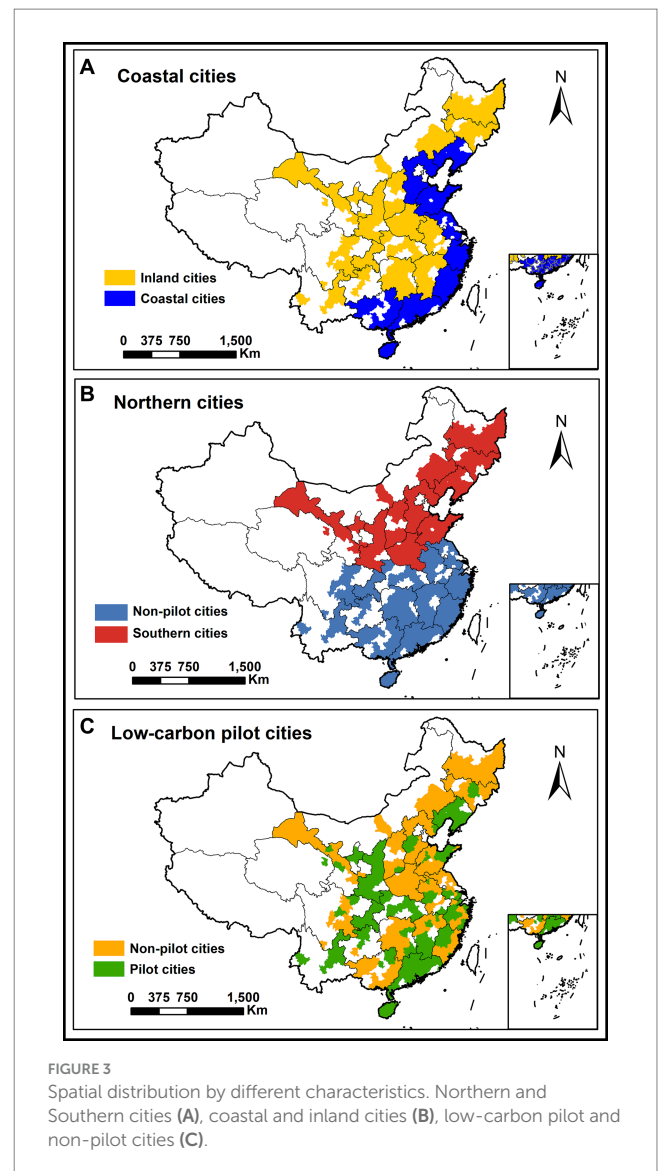 A
Coastal cities
N
Inland cities
Coastal cities
0 375 750 1,500
Km
B
Northern cities
N
Non-pilot cities
Southern cities
0 375 750 1,500
Km
C
Low-carbon pilot cities
N
Non-pilot cities
Pilot cities
0 375 750 1,500
Km
FIGURE 3
Spatial distribution by different characteristics. Northern and
Southern cities (A), coastal and inland cities (B), low-carbon pilot and
non-pilot cities (C).